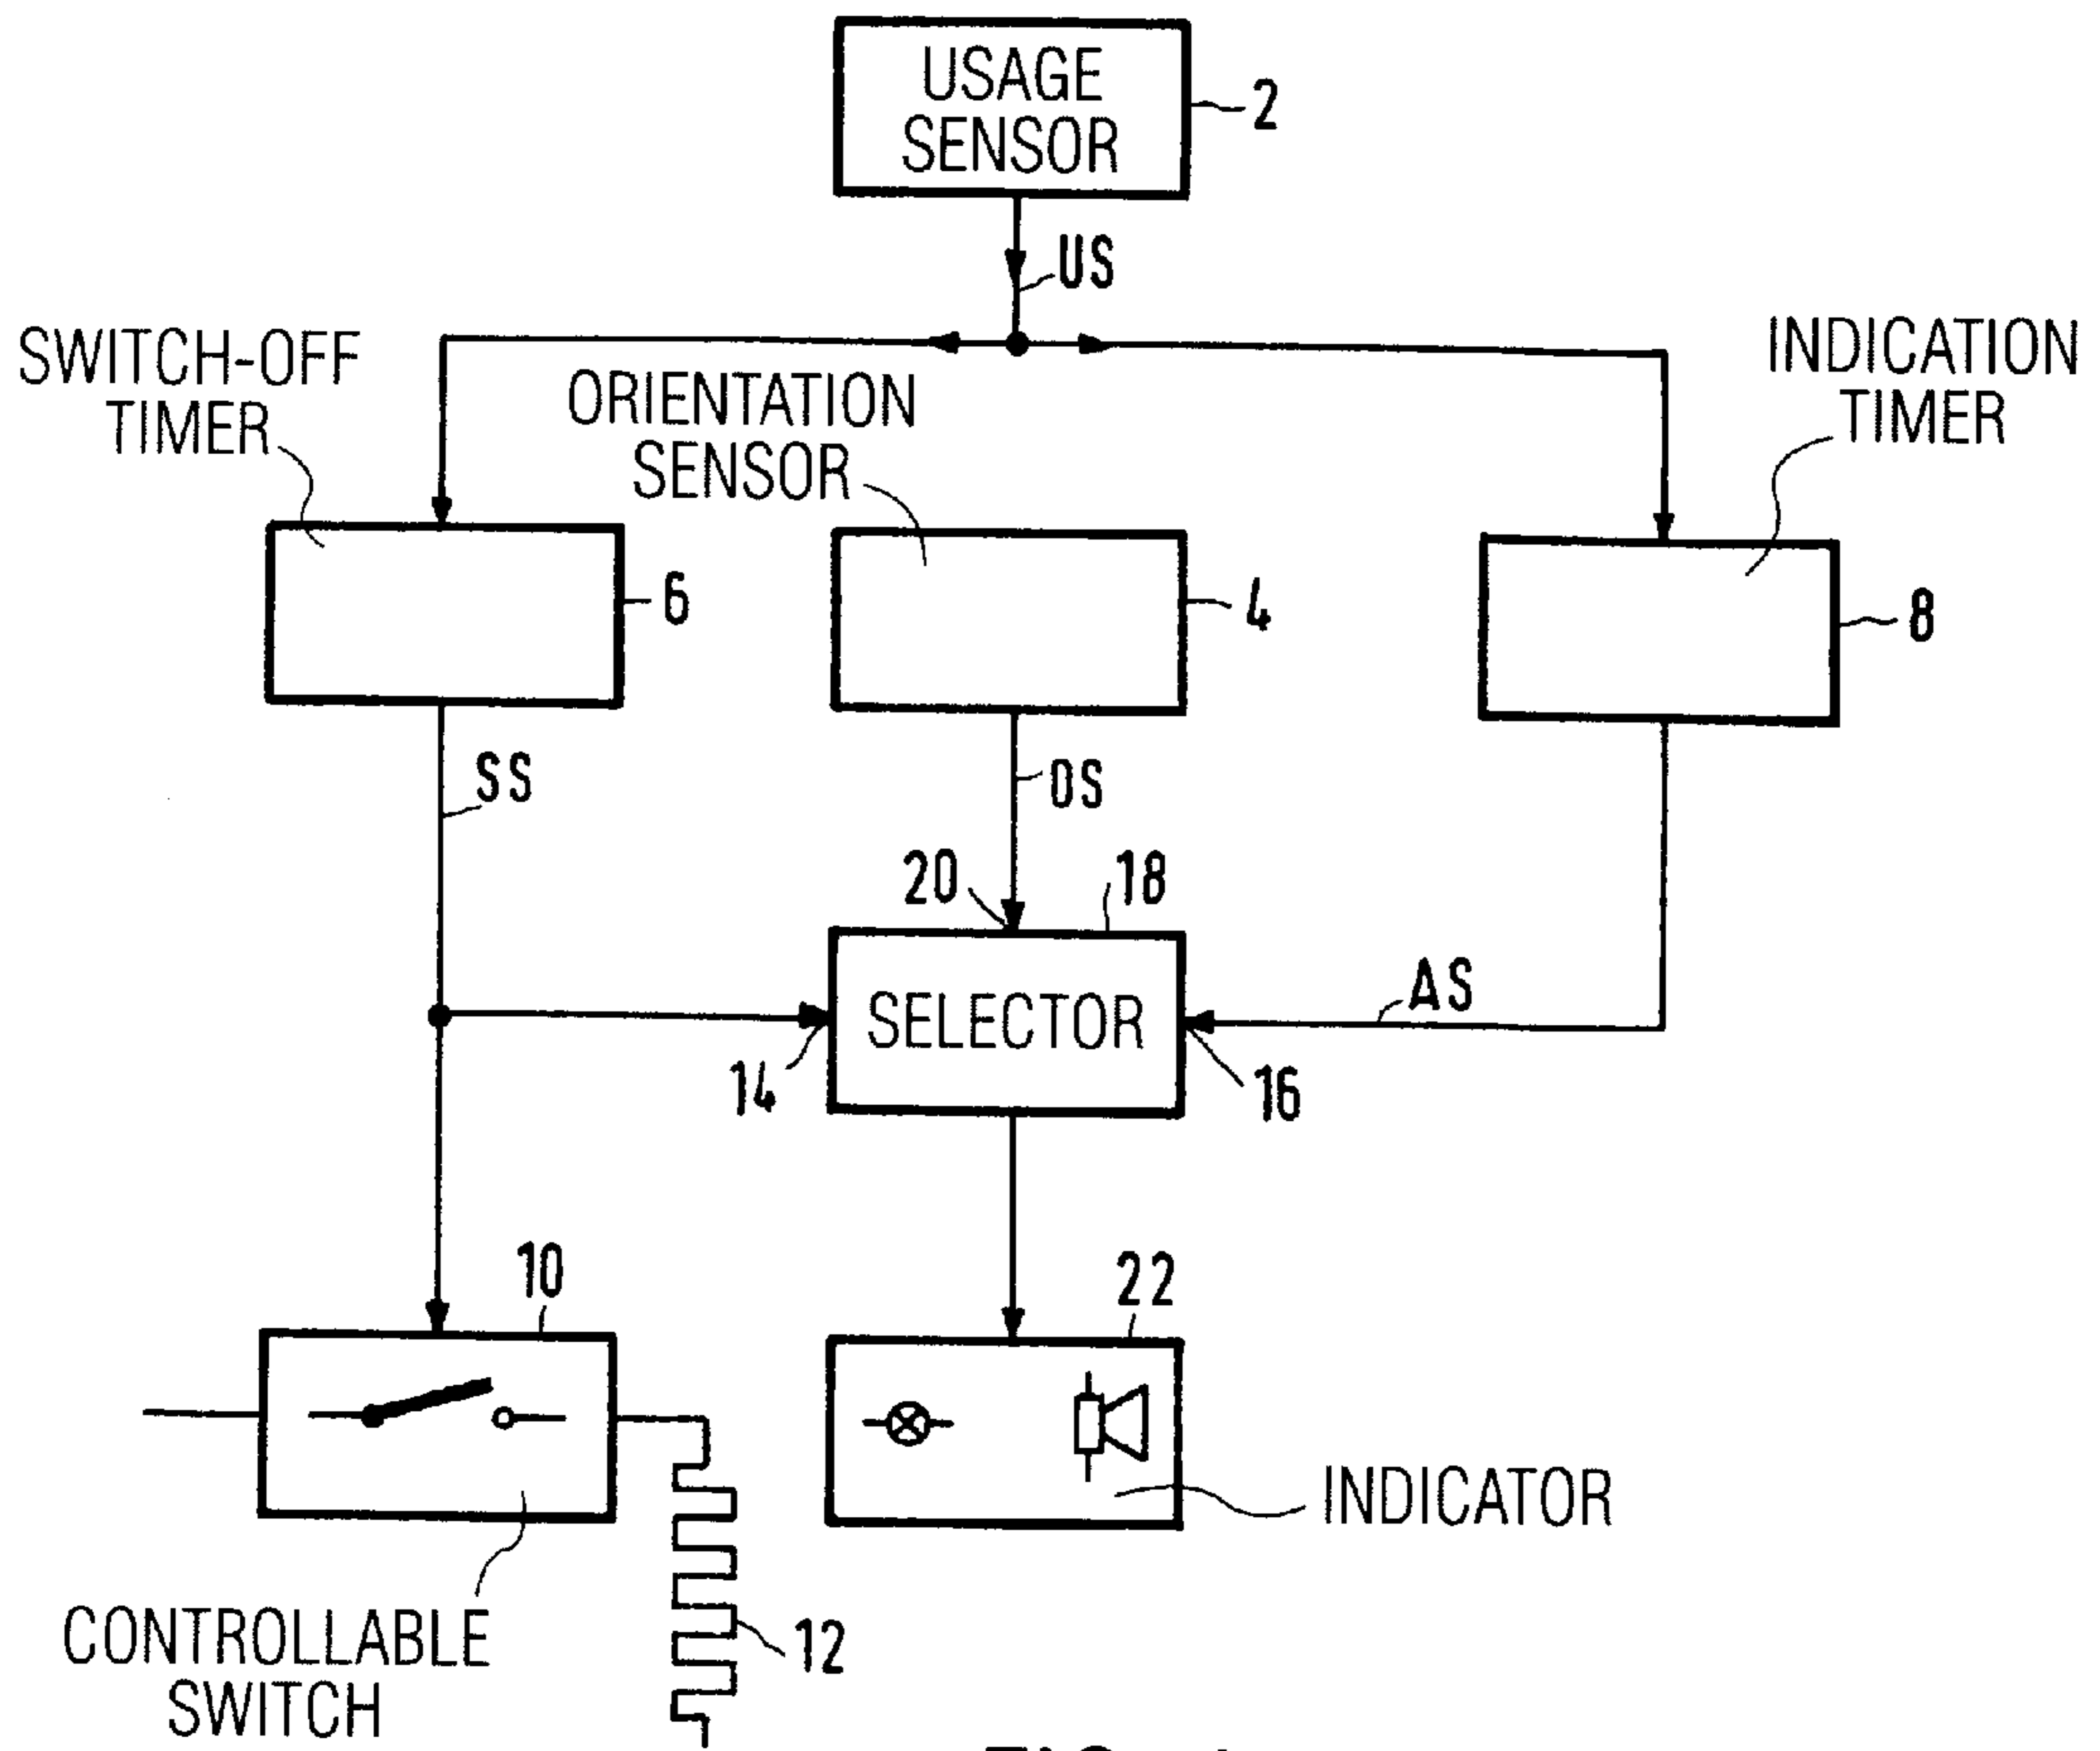 USAGE
SENSOR
2
US
SWITCH-OFF
TIMER
ORIENTATION
SENSOR
INDICATION
TIMER
6
4
8
SS
OS
20
18
SELECTOR
AS
14
16
10
22
INDICATOR
CONTROLLABLE
SWITCH
12